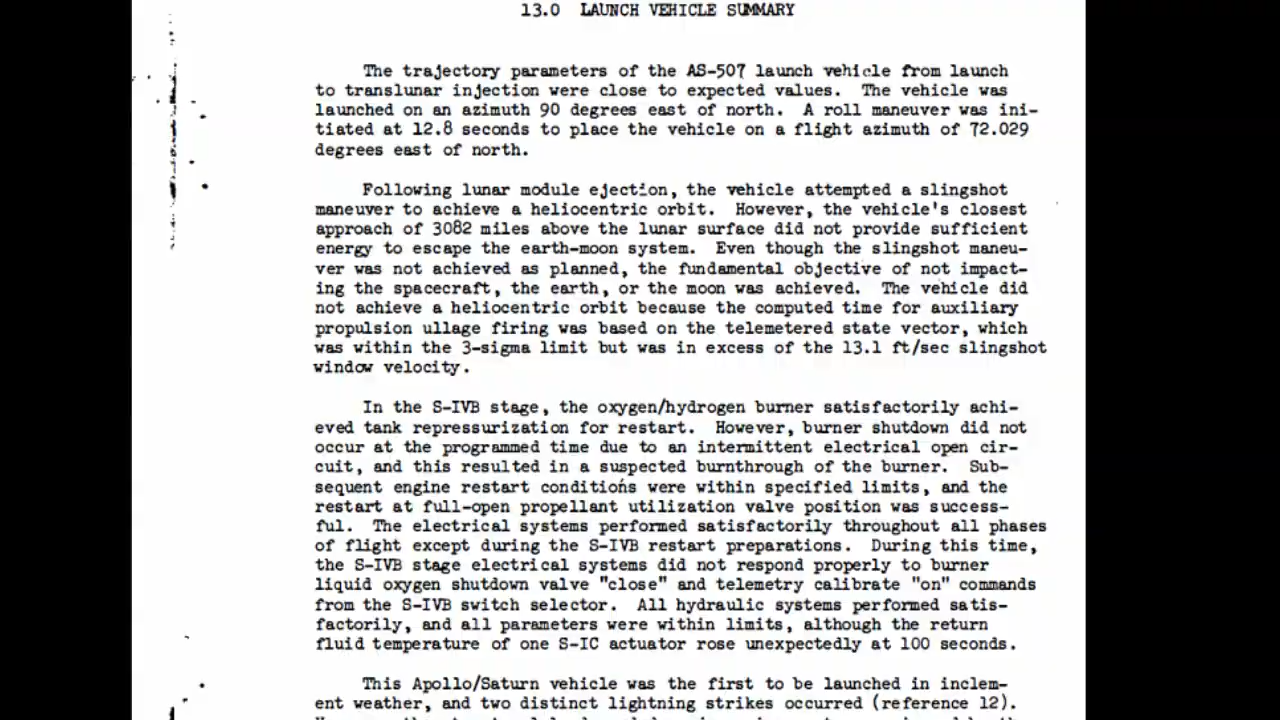 13.0 LAUNCH VEHICLE SUMMARY
The trajectory parameters of the AS-507 launch vehicle from launch
to translunar injection were close to expected values. The vehicle was
launched on an azimuth 90 degrees east of north. A roll maneuver was ini-
tiated at 12.8 seconds to place the vehicle on a flight azimuth of 72.029
degrees east of north.
Following lunar module ejection, the vehicle attempted a slingshot
maneuver to achieve a heliocentric orbit. However, the vehicle's closest
approach of 3082 miles above the lunar surface did not provide sufficient
energy to escape the earth-moon system. Even though the slingshot maneu-
ver was not achieved as planned, the fundamental objective of not impact-
ing the spacecraft, the earth, or the moon was achieved. The vehicle did
not achieve a heliocentric orbit because the computed time for auxiliary
propulsion ullage firing was based on the telemetered state vector, which
was within the 3-sigma limit but was in excess of the 13.1 ft/sec slingshot
window velocity.
In the S-IVB stage, the oxygen/hydrogen burner satisfactorily achi-
eved tank repressurization for restart. However, burner shutdown did not
occur at the programmed time due to an intermittent electrical open cir-
cuit, and this resulted in a suspected burnthrough of the burner. Sub-
sequent engine restart conditions were within specified limits, and the
restart at full-open propellant utilization valve position was success-
ful. The electrical systems performed satisfactorily throughout all phases
of flight except during the S-IVB restart preparations. During this time,
the S-IVB stage electrical systems did not respond properly to burner
liquid oxygen shutdown valve "close" and telemetry calibrate "on" commands
from the S-IVB switch selector. All hydraulic systems performed satis-
factorily, and all parameters were within limits, although the return
fluid temperature of one S-IC actuator rose unexpectedly at 100 seconds.
This Apollo/Saturn vehicle was the first to be launched in inclem-
ent weather, and two distinct lightning strikes occurred (reference 12).